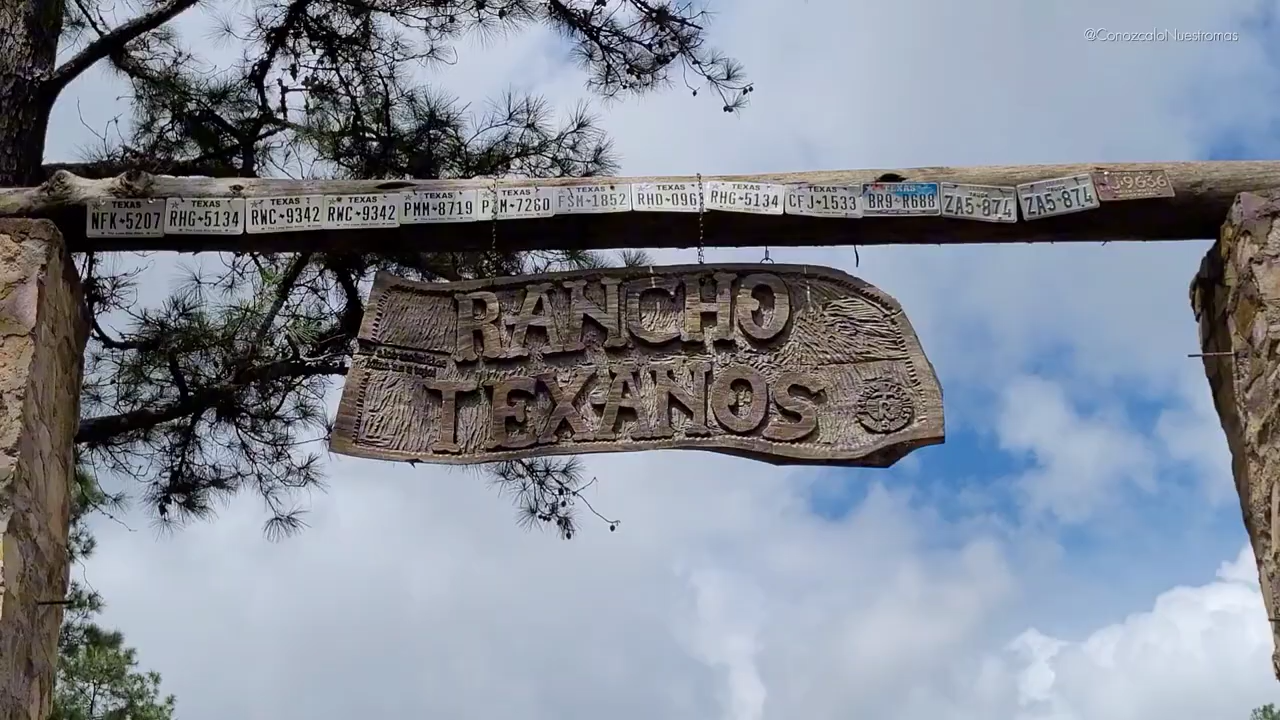 @ConozcaloNuestromas
TEXAS
NFK★5207
TEXAS
RHG★5134
TEXAS
RWC★9342
TEXAS
RWC★9342
TEXAS
PMM★8719
TEXAS
7260
TEXAS
FSM★1852
TEXAS
RHD★096
TEXAS
RHG★5134
TEXAS
CFJ★1533
TEXAS
BR9★R688
ZA5★874
ZA5★874
RANCHO
TEXANOS